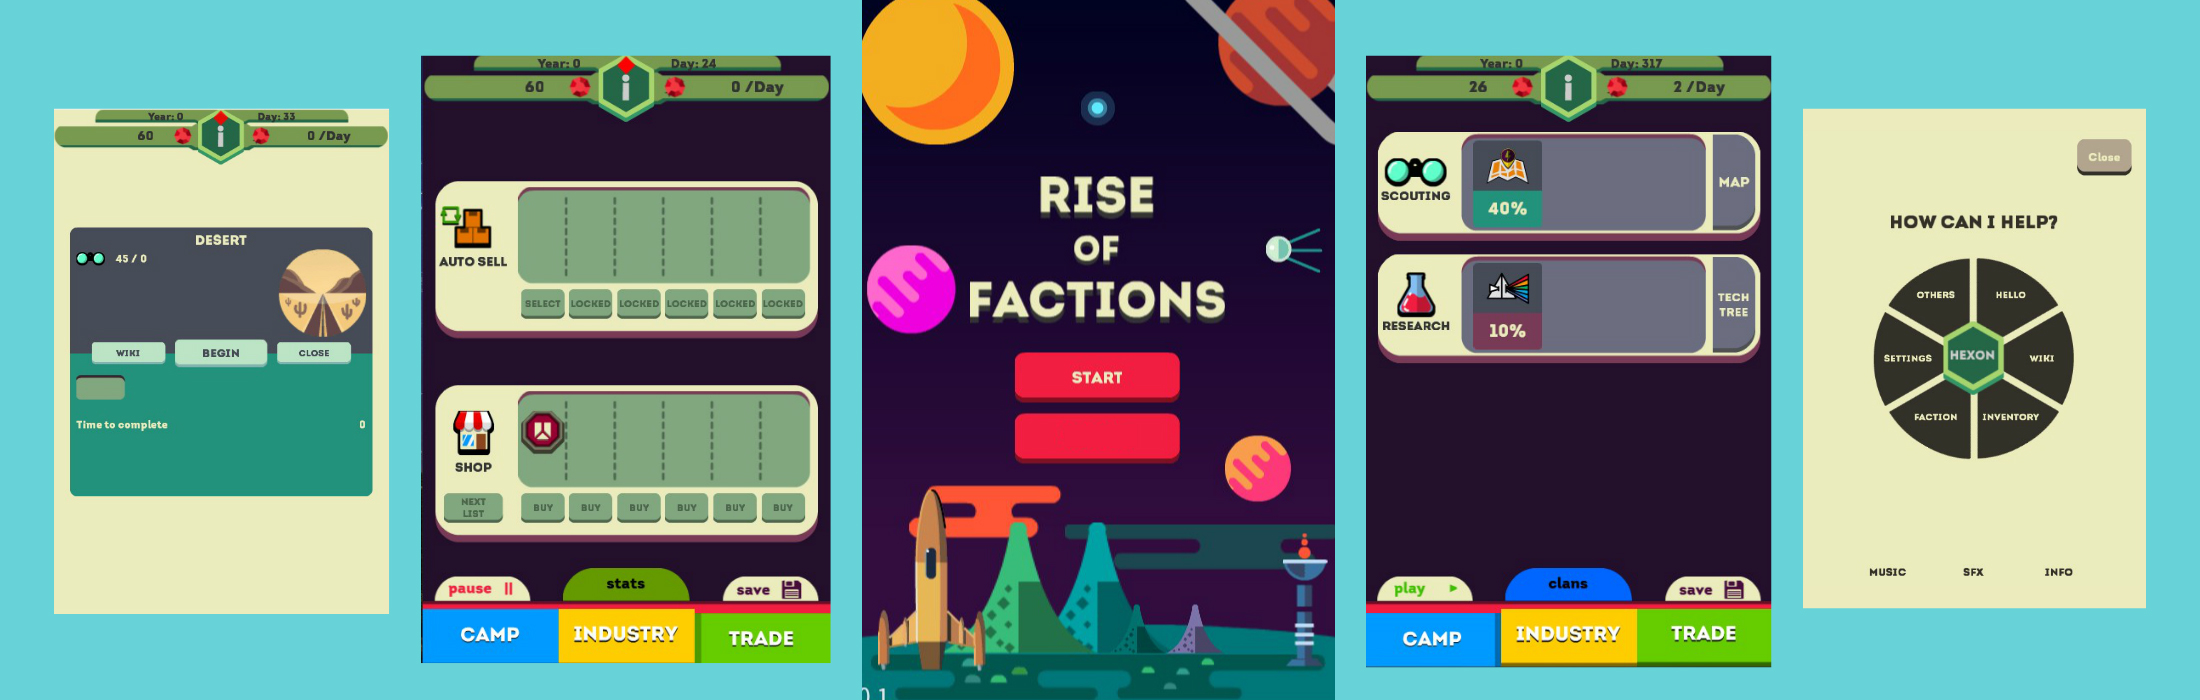 Year: 0
Day: 33
60
i
0 /Day
DESERT
45 / 0
WIKI
BEGIN
CLOSE
Time to complete
0
Year: 0
Day: 24
60
i
0 /Day
AUTO SELL
SELECT
LOCKED
LOCKED
LOCKED
LOCKED
LOCKED
SHOP
NEXT
LIST
BUY
BUY
BUY
BUY
BUY
BUY
pause
stats
save
CAMP
INDUSTRY
TRADE
RISE
OF
FACTIONS
START
0.1
Year: 0
Day: 317
26
i
2 /Day
SCOUTING
40%
MAP
RESEARCH
10%
TECH
TREE
play
clans
save
CAMP
INDUSTRY
TRADE
Close
HOW CAN I HELP?
OTHERS
HELLO
SETTINGS
HEXON
WIKI
FACTION
INVENTORY
MUSIC
SFX
INFO